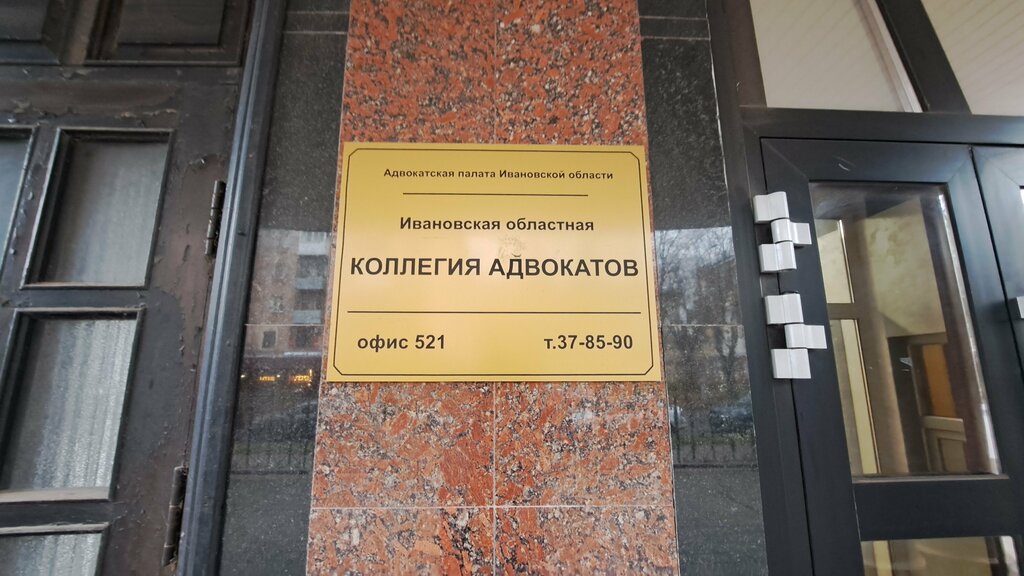 Адвокатская палата Ивановской области
Ивановская областная
КОЛЛЕГИЯ АДВОКАТОВ
офис 521 т.37-85-90